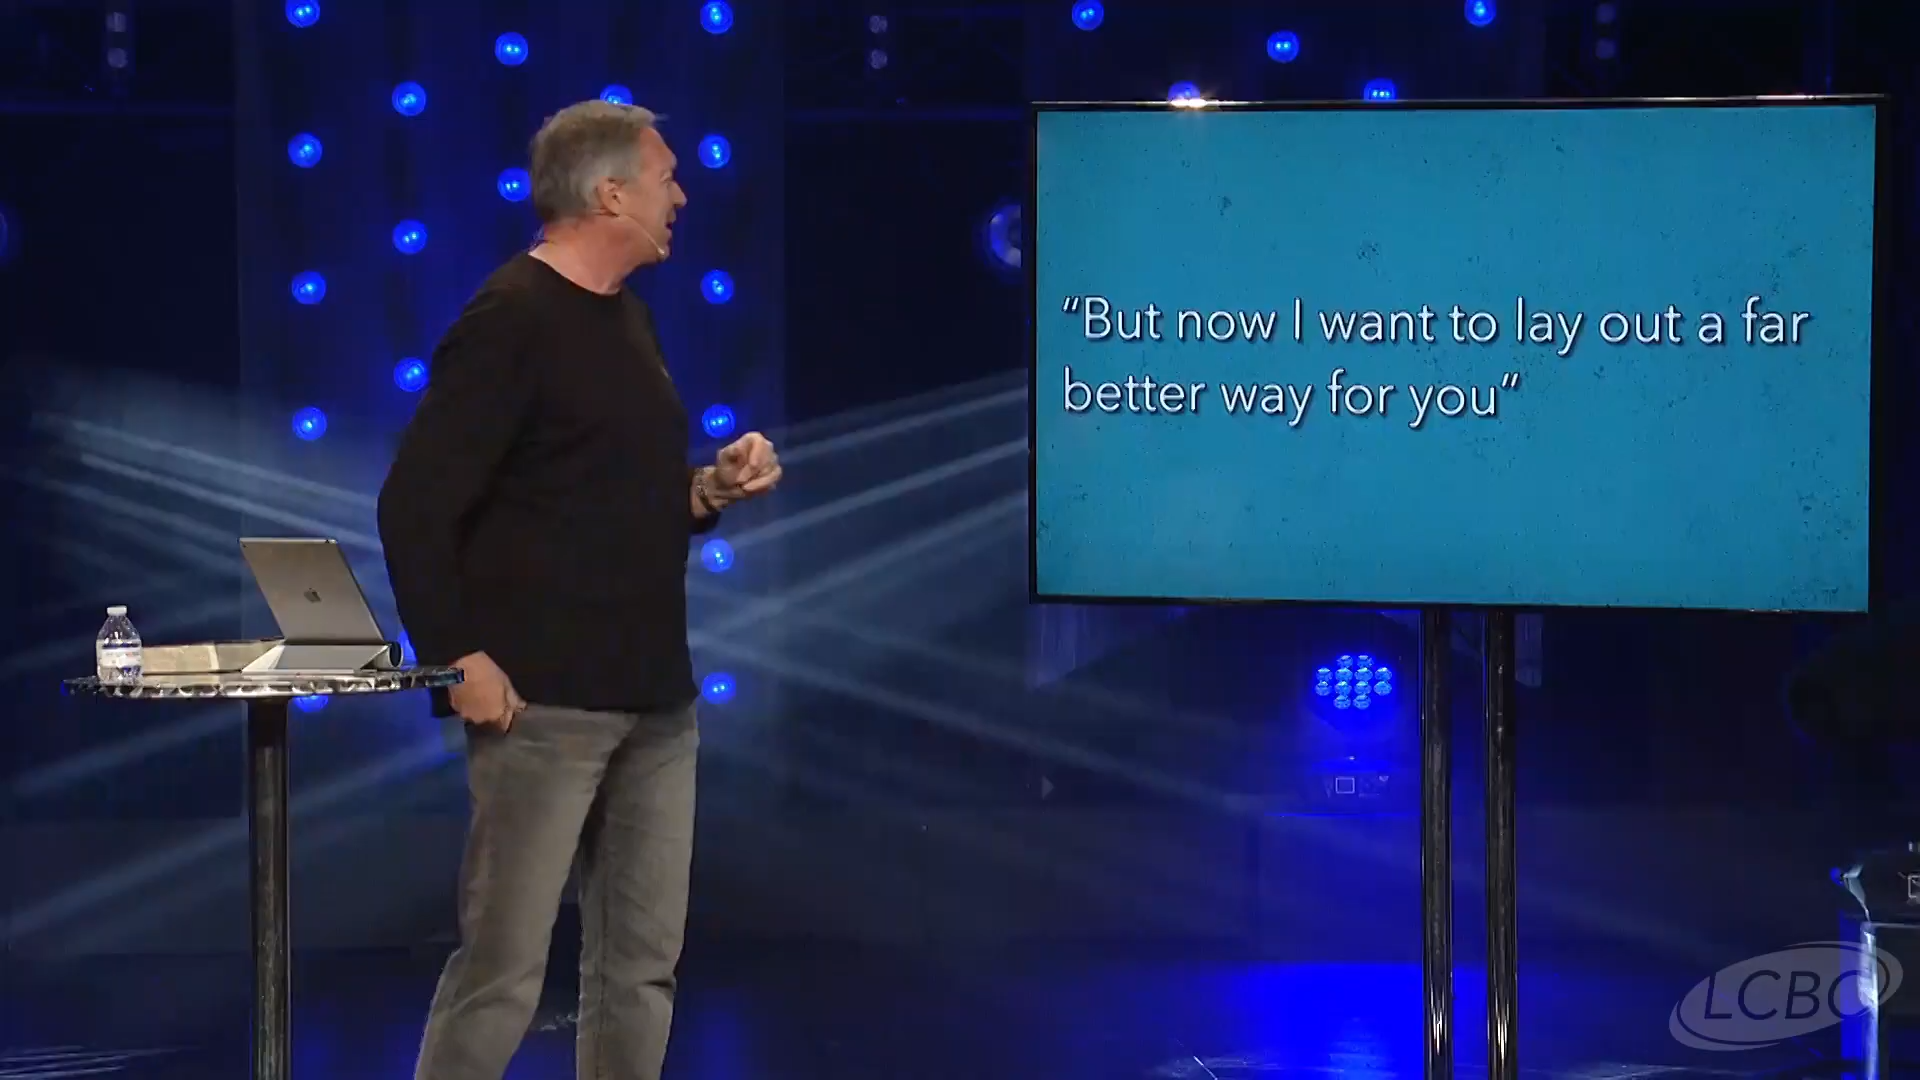 “But now I want to lay out a far
better way for you”
LCBC